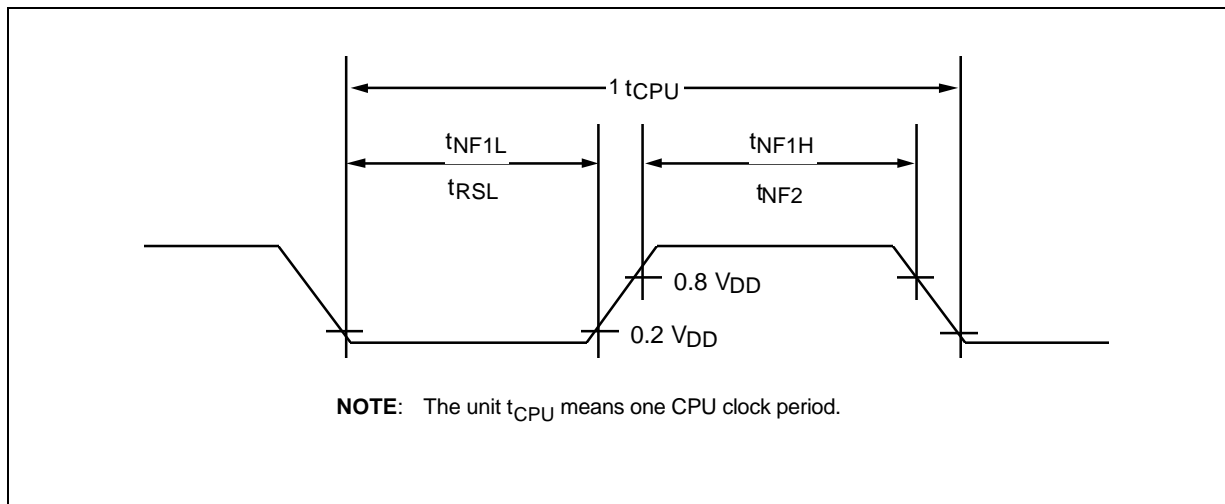 1 tCPU
tNF1L
tRSL
tNF1H
tNF2
0.8 VDD
0.2 VDD
NOTE: The unit tCPU means one CPU clock period.